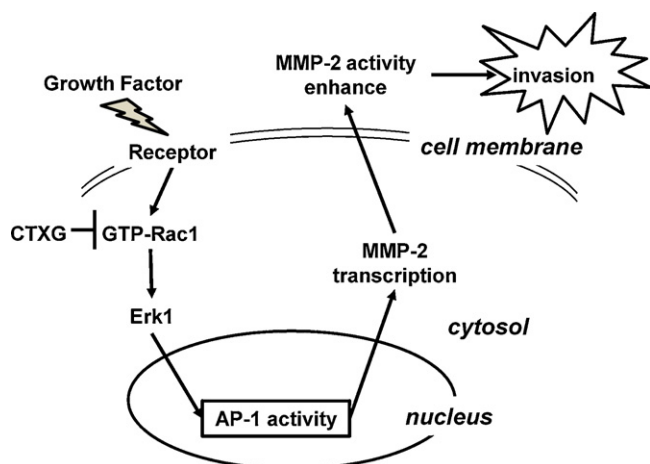 MMP-2 activity
enhance
invasion
Growth Factor
Receptor
cell membrane
CTXG
GTP-Rac1
MMP-2
transcription
Erk1
cytosol
AP-1 activity
nucleus